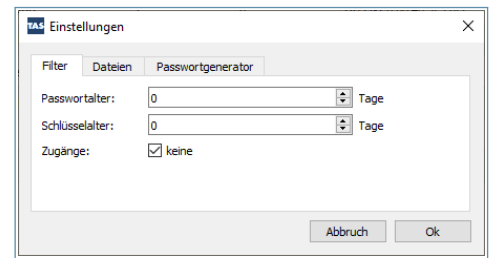 TAS Einstellungen
Filter Dateien Passwortgenerator
Passwortalter: 0 Tage
Schlüsselalter: 0 Tage
Zugänge: keine
Abbruch Ok